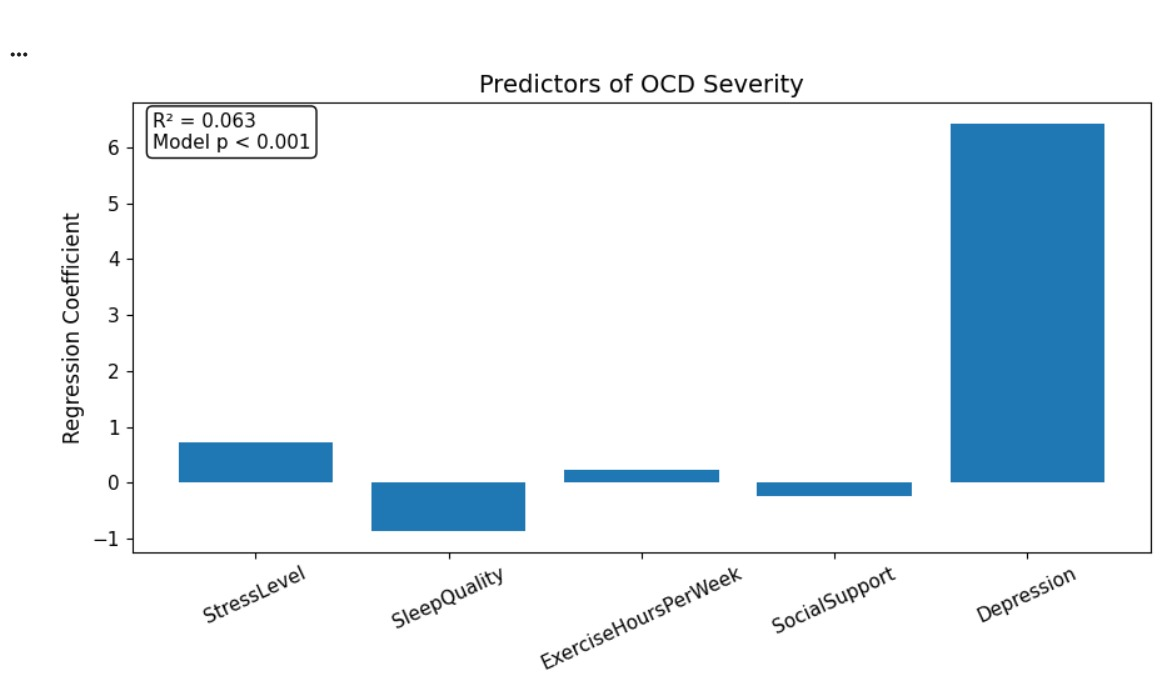 ...
Predictors of OCD Severity
R² = 0.063
Model p < 0.001
Regression Coefficient
6
5
4
3
2
1
0
−1
StressLevel
SleepQuality
ExerciseHoursPerWeek
SocialSupport
Depression